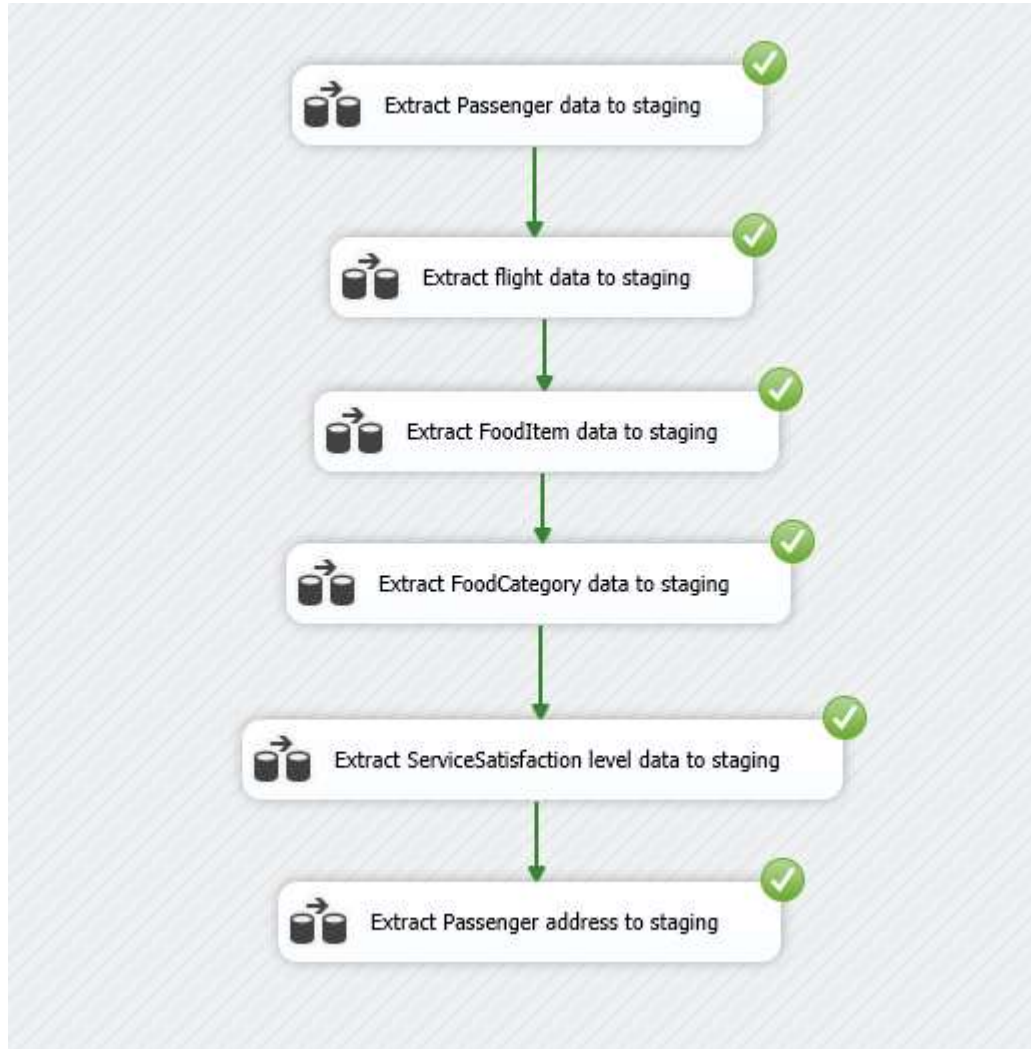 Extract Passenger data to staging
Extract flight data to staging
Extract FoodItem data to staging
Extract FoodCategory data to staging
Extract ServiceSatisfaction level data to staging
Extract Passenger address to staging